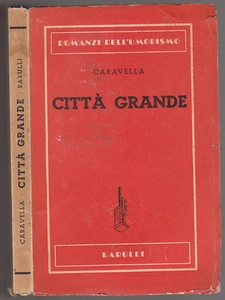 CARAVELLA · CITTÀ GRANDE · BARULLI
ROMANZI DELL'UMORISMO
CARAVELLA
CITTÀ GRANDE
BARULLI